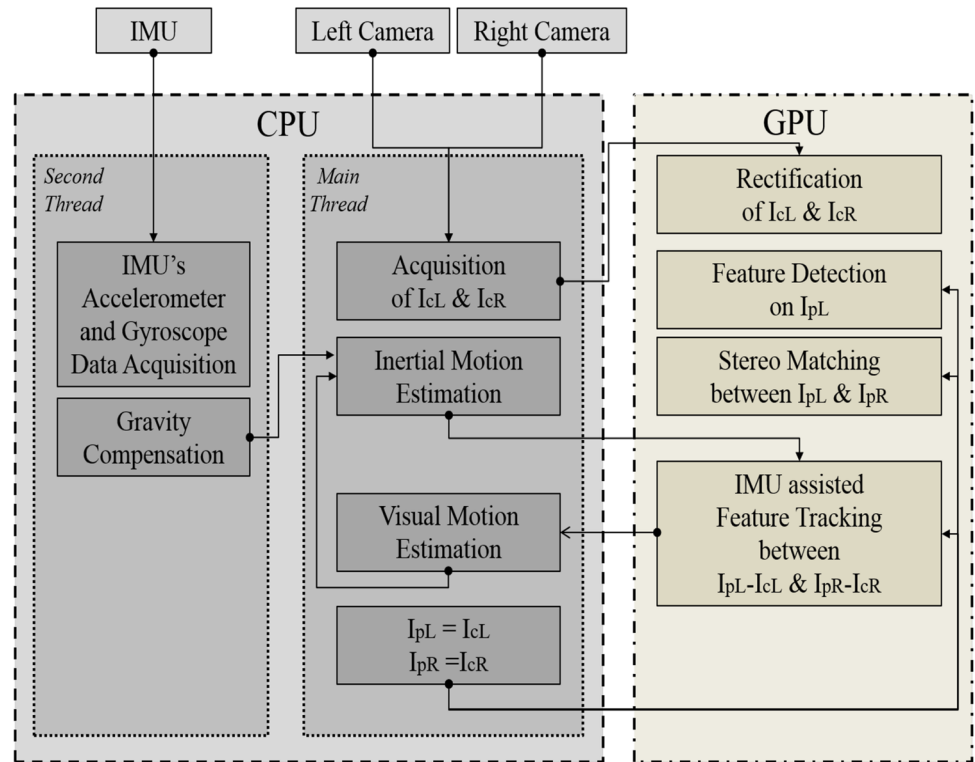 IMU
Left Camera
Right Camera
CPU
GPU
Second
Thread
Main
Thread
IMU's
Accelerometer
and Gyroscope
Data Acquisition
Gravity
Compensation
Acquisition
of IcL & IcR
Inertial Motion
Estimation
Visual Motion
Estimation
IpL = IcL
IpR =IcR
Rectification
of IcL & IcR
Feature Detection
on IpL
Stereo Matching
between IpL & IpR
IMU assisted
Feature Tracking
between
IpL-IcL & IpR-IcR